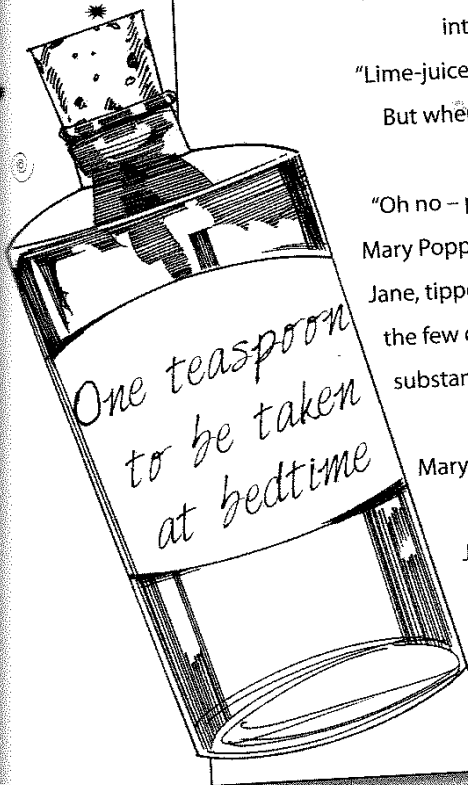 int
"Lime-juice
But whe
"Oh no – p
Mary Popp
Jane, tipp
the few
substan
Mary
One teaspoon
to be taken
at bedtime